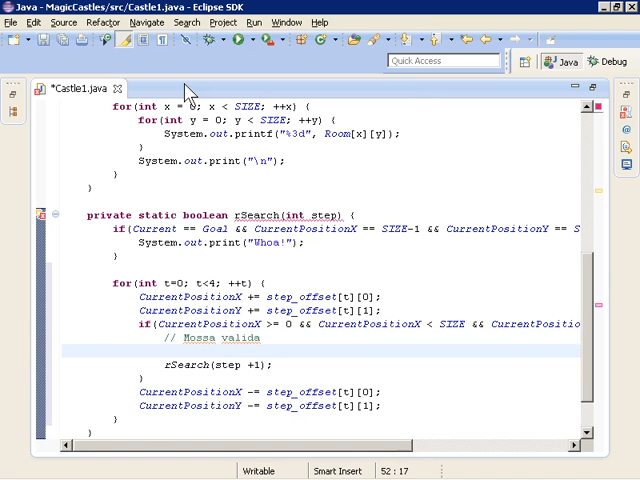 Java - MagicCastles/src/Castle1.java - Eclipse SDK
File Edit Source Refactor Navigate Search Project Run Window Help
Quick Access Java Debug
*Castle1.java
for(int x = 0; x < SIZE; ++x) {
for(int y = 0; y < SIZE; ++y) {
System.out.printf("%3d", Room[x][y]);
}
System.out.print("\n");
}
}
private static boolean rSearch(int step) {
if(Current == Goal && CurrentPositionX == SIZE-1 && CurrentPositionY == S
System.out.print("Whoa!");
}
for(int t=0; t<4; ++t) {
CurrentPositionX += step_offset[t][0];
CurrentPositionY += step_offset[t][1];
if(CurrentPositionX >= 0 && CurrentPositionX < SIZE && CurrentPositio
// Mossa valida
rSearch(step +1);
}
CurrentPositionX -= step_offset[t][0];
CurrentPositionY -= step_offset[t][1];
}
}
Writable Smart Insert 52 : 17